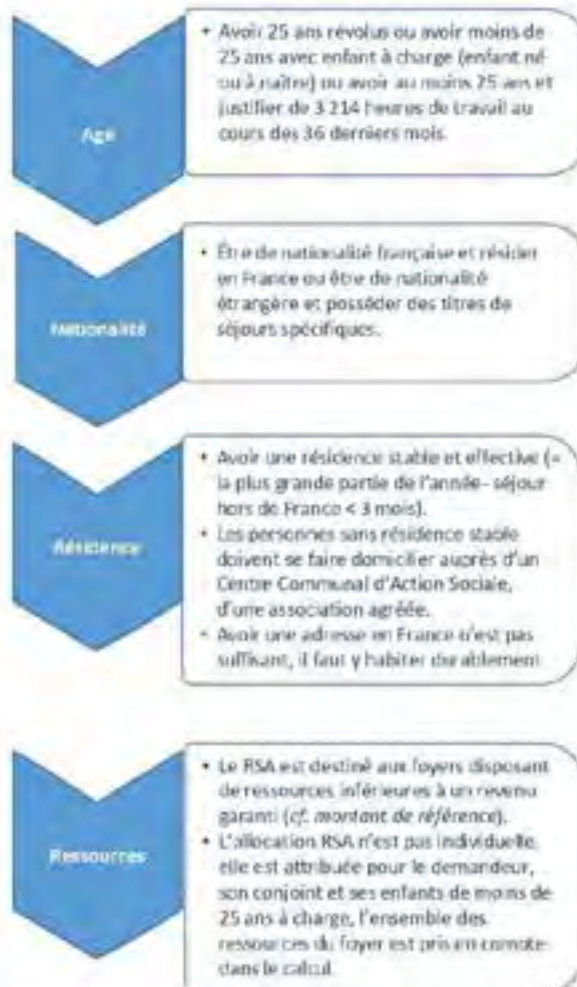 Age
• Avoir 25 ans révolus ou avoir moins de
25 ans avec enfant à charge (enfant né
ou à naître) ou avoir au moins 25 ans et
justifier de 3 214 heures de travail au
cours des 36 derniers mois.
Nationalité
• Être de nationalité française et résider
en France ou être de nationalité
étrangère et posséder des titres de
séjours spécifiques.
Résidence
• Avoir une résidence stable et effective (=
la plus grande partie de l'année- séjour
hors de France < 3 mois).
• Les personnes sans résidence stable
doivent se faire domicilier auprès d'un
Centre Communal d'Action Sociale,
d'une association agréée.
• Avoir une adresse en France n'est pas
suffisant, il faut y habiter durablement
Ressources
• Le RSA est destiné aux foyers disposant
de ressources inférieures à un revenu
garanti (cf. montant de référence).
• L'allocation RSA n'est pas individuelle,
elle est attribuée pour le demandeur,
son conjoint et ses enfants de moins de
25 ans à charge, l'ensemble des
ressources du foyer est pris en compte
dans le calcul.